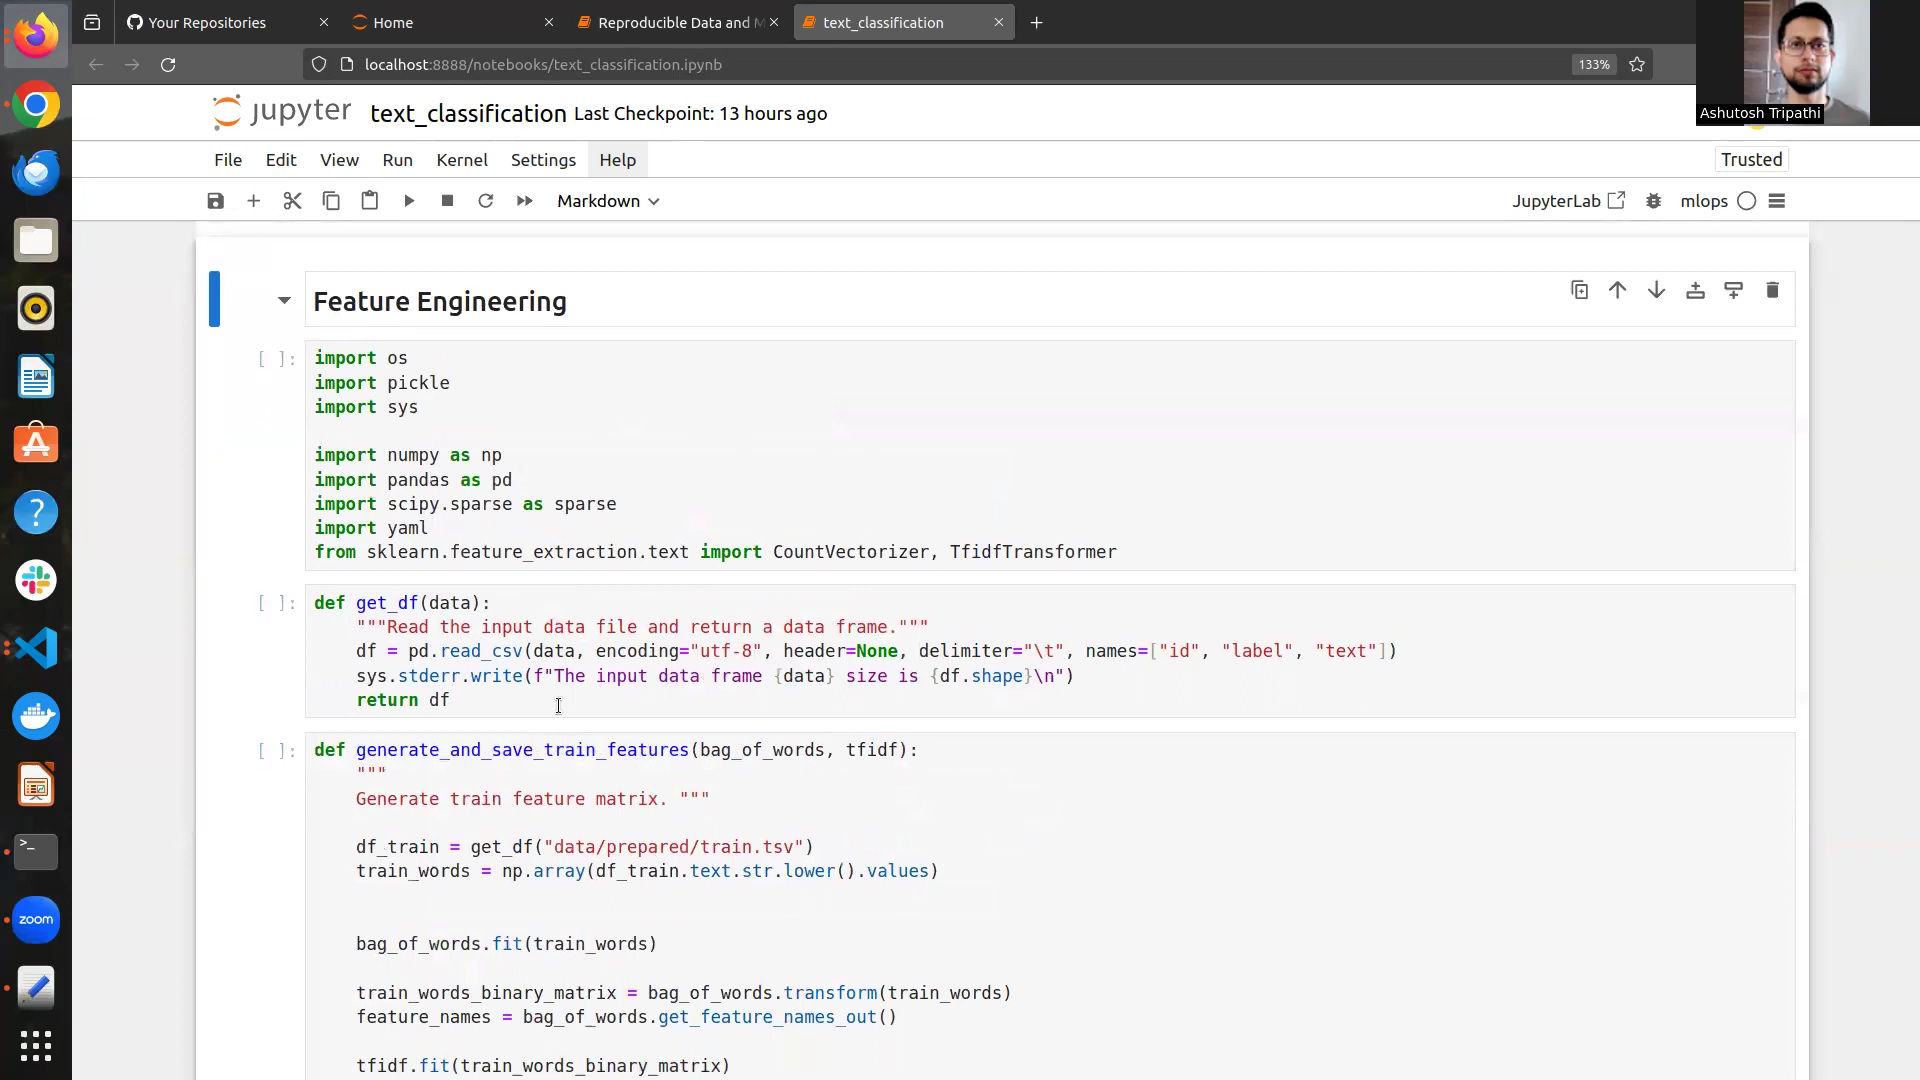 Your Repositories
Home
Reproducible Data and M
text_classification
localhost:8888/notebooks/text_classification.ipynb
133%
Ashutosh Tripathi
jupyter
text_classification Last Checkpoint: 13 hours ago
File Edit View Run Kernel Settings Help
Trusted
Markdown
JupyterLab
mlops
Feature Engineering
[ ]:
import os
import pickle
import sys
import numpy as np
import pandas as pd
import scipy.sparse as sparse
import yaml
from sklearn.feature_extraction.text import CountVectorizer, TfidfTransformer
[ ]:
def get_df(data):
"""Read the input data file and return a data frame."""
df = pd.read_csv(data, encoding="utf-8", header=None, delimiter="\t", names=["id", "label", "text"])
sys.stderr.write(f"The input data frame {data} size is {df.shape}\n")
return df
[ ]:
def generate_and_save_train_features(bag_of_words, tfidf):
"""
Generate train feature matrix. """
df_train = get_df("data/prepared/train.tsv")
train_words = np.array(df_train.text.str.lower().values)
bag_of_words.fit(train_words)
train_words_binary_matrix = bag_of_words.transform(train_words)
feature_names = bag_of_words.get_feature_names_out()
tfidf.fit(train_words_binary_matrix)
zoom